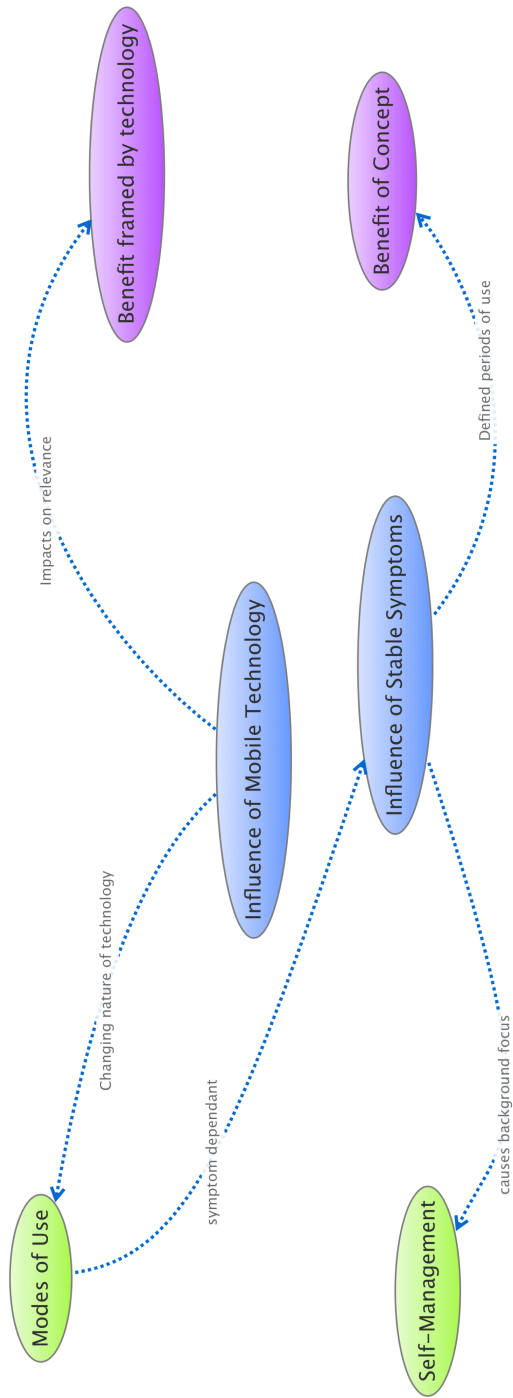 Modes of Use
Changing nature of technology
Impacts on relevance
Benefit framed by technology
symptom dependant
Influence of Mobile Technology
Self-Management
causes background focus
Influence of Stable Symptoms
Defined periods of use
Benefit of Concept